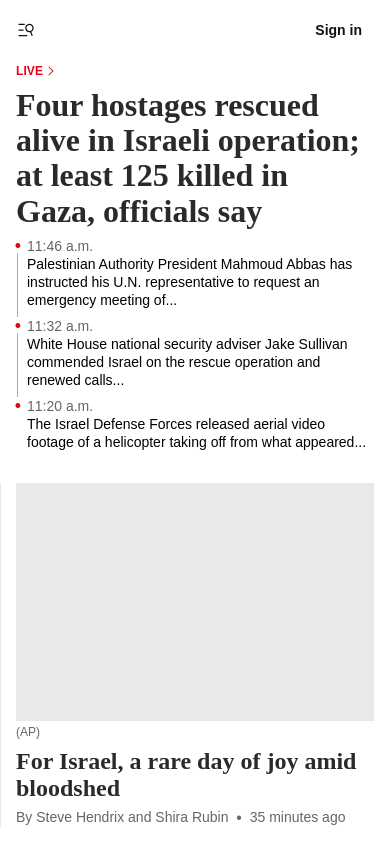 Sign in
LIVE
Four hostages rescued
alive in Israeli operation;
at least 125 killed in
Gaza, officials say
11:46 a.m.
Palestinian Authority President Mahmoud Abbas has
instructed his U.N. representative to request an
emergency meeting of...
11:32 a.m.
White House national security adviser Jake Sullivan
commended Israel on the rescue operation and
renewed calls...
11:20 a.m.
The Israel Defense Forces released aerial video
footage of a helicopter taking off from what appeared...
(AP)
For Israel, a rare day of joy amid
bloodshed
By Steve Hendrix and Shira Rubin • 35 minutes ago